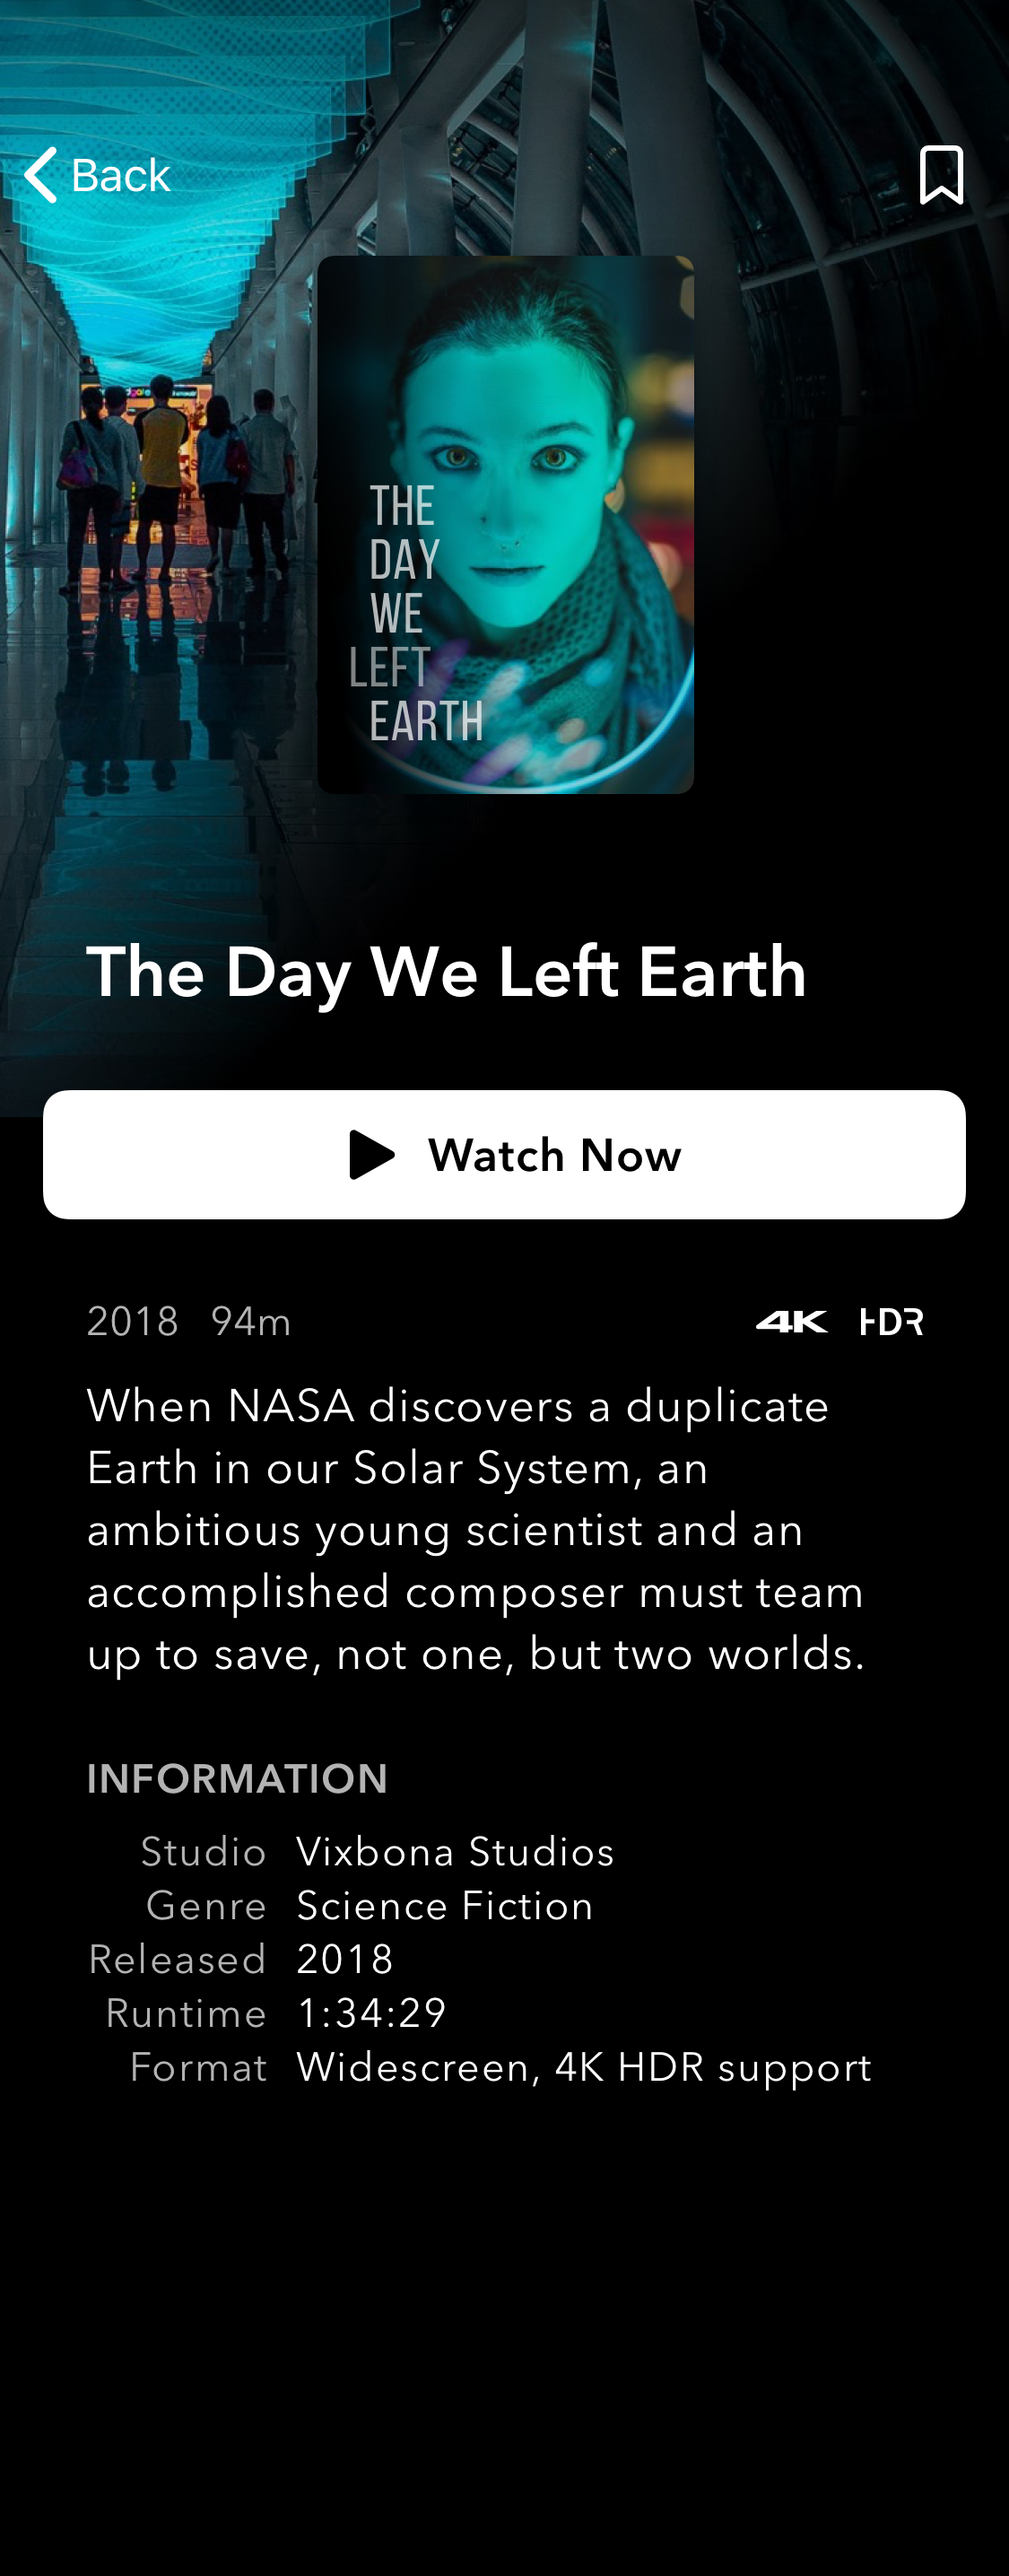 Back
THE
DAY
WE
LEFT
EARTH
The Day We Left Earth
Watch Now
2018 94m 4K HDR
When NASA discovers a duplicate
Earth in our Solar System, an
ambitious young scientist and an
accomplished composer must team
up to save, not one, but two worlds.
INFORMATION
Studio Vixbona Studios
Genre Science Fiction
Released 2018
Runtime 1:34:29
Format Widescreen, 4K HDR support